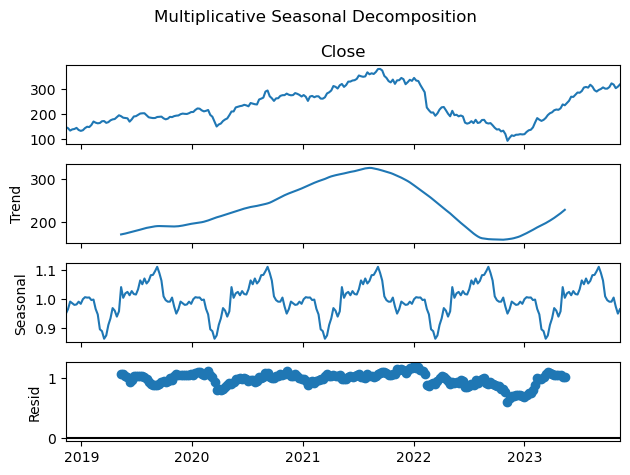 Multiplicative Seasonal Decomposition
Close
300
200
100
Trend
300
200
Seasonal
1.1
1.0
0.9
Resid
1
0
2019 2020 2021 2022 2023